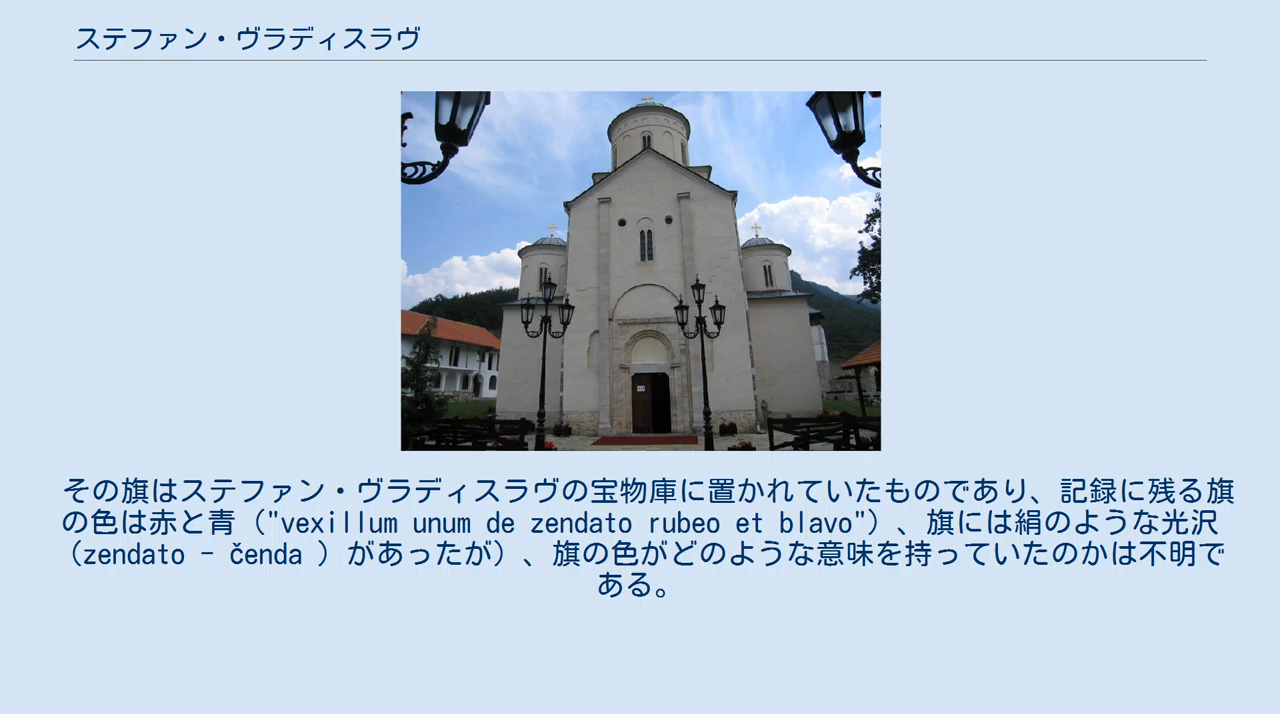 ステファン・ヴラディスラヴ
その旗はステファン・ヴラディスラヴの宝物庫に置かれていたものであり、記録に残る旗
の色は赤と青（"vexillum unum de zendato rubeo et blavo"）、旗には絹のような光沢
（zendato - čenda ）があったが）、旗の色がどのような意味を持っていたのかは不明で
ある。